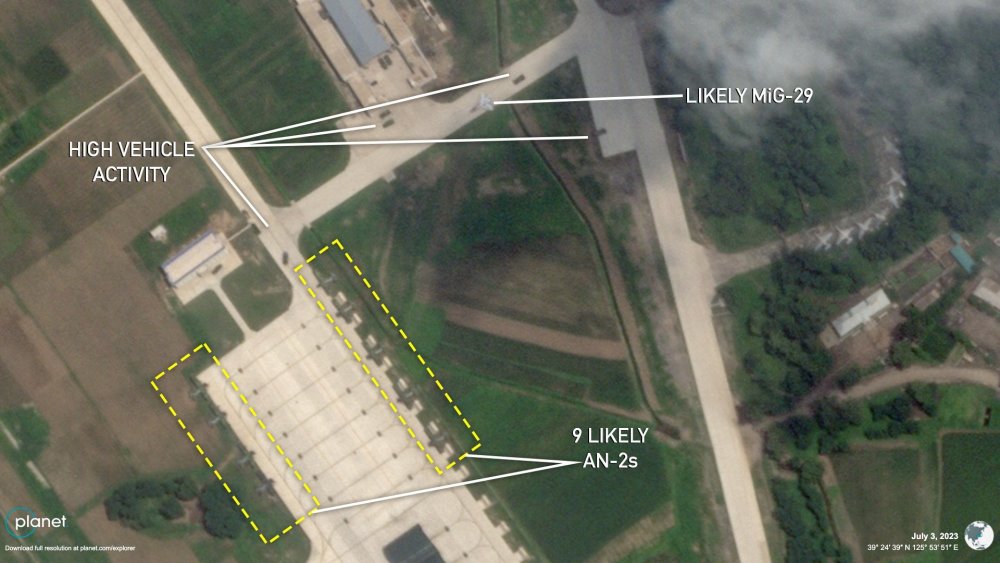 LIKELY MiG-29
HIGH VEHICLE
ACTIVITY
9 LIKELY
AN-2s
planet
Download full resolution at planet.com/explorer
July 3, 2023
39° 24' 39" N 125° 53' 51" E